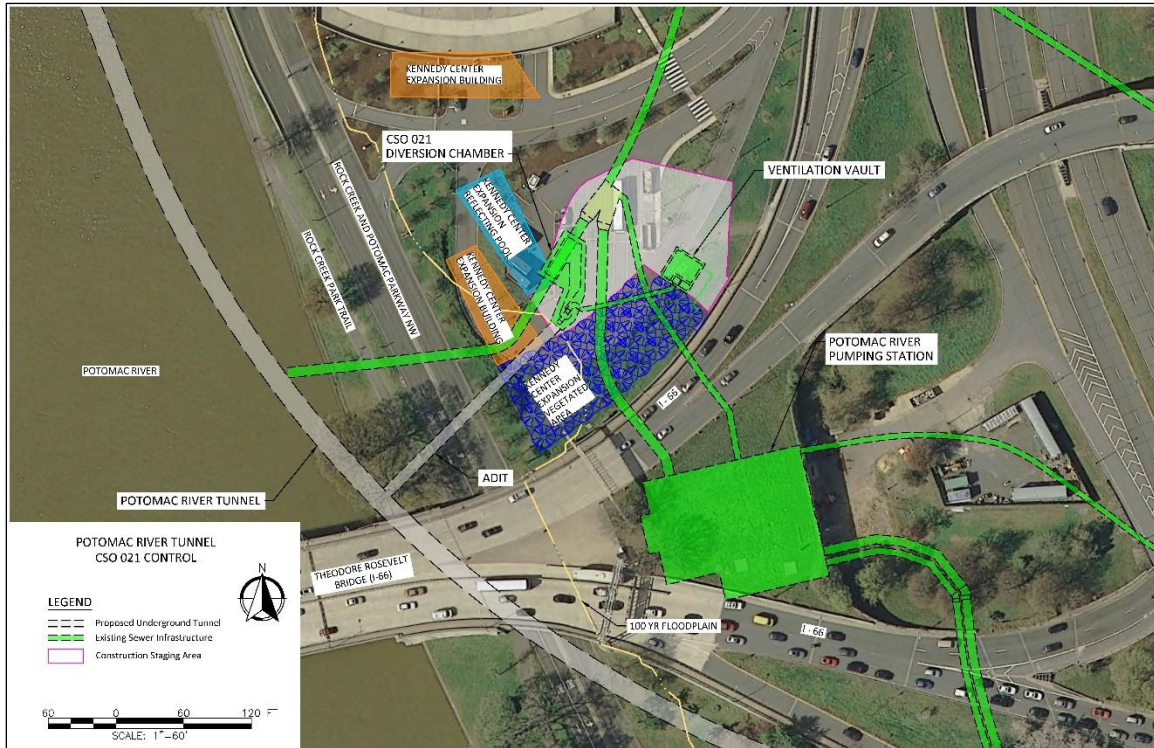 KENNEDY CENTER
EXPANSION BUILDING
CSO 021
DIVERSION CHAMBER
VENTILATION VAULT
KENNEDY CENTER
EXPANSION
REFLECTING POOL
ROCK CREEK AND POTOMAC PARKWAY NW
ROCK CREEK PARK TRAIL
KENNEDY CENTER
EXPANSION BUILDING
POTOMAC RIVER
PUMPING STATION
POTOMAC RIVER
KENNEDY
CENTER
EXPANSION
VEGETATED
AREA
I - 66
ADIT
POTOMAC RIVER TUNNEL
POTOMAC RIVER TUNNEL
CSO 021 CONTROL
N
THEODORE ROSEVELT
BRIDGE (I-66)
LEGEND
Proposed Underground Tunnel
Existing Sewer Infrastructure
Construction Staging Area
100 YR FLOODPLAIN
I - 66
60 0 60 120
SCALE: 1"-60'